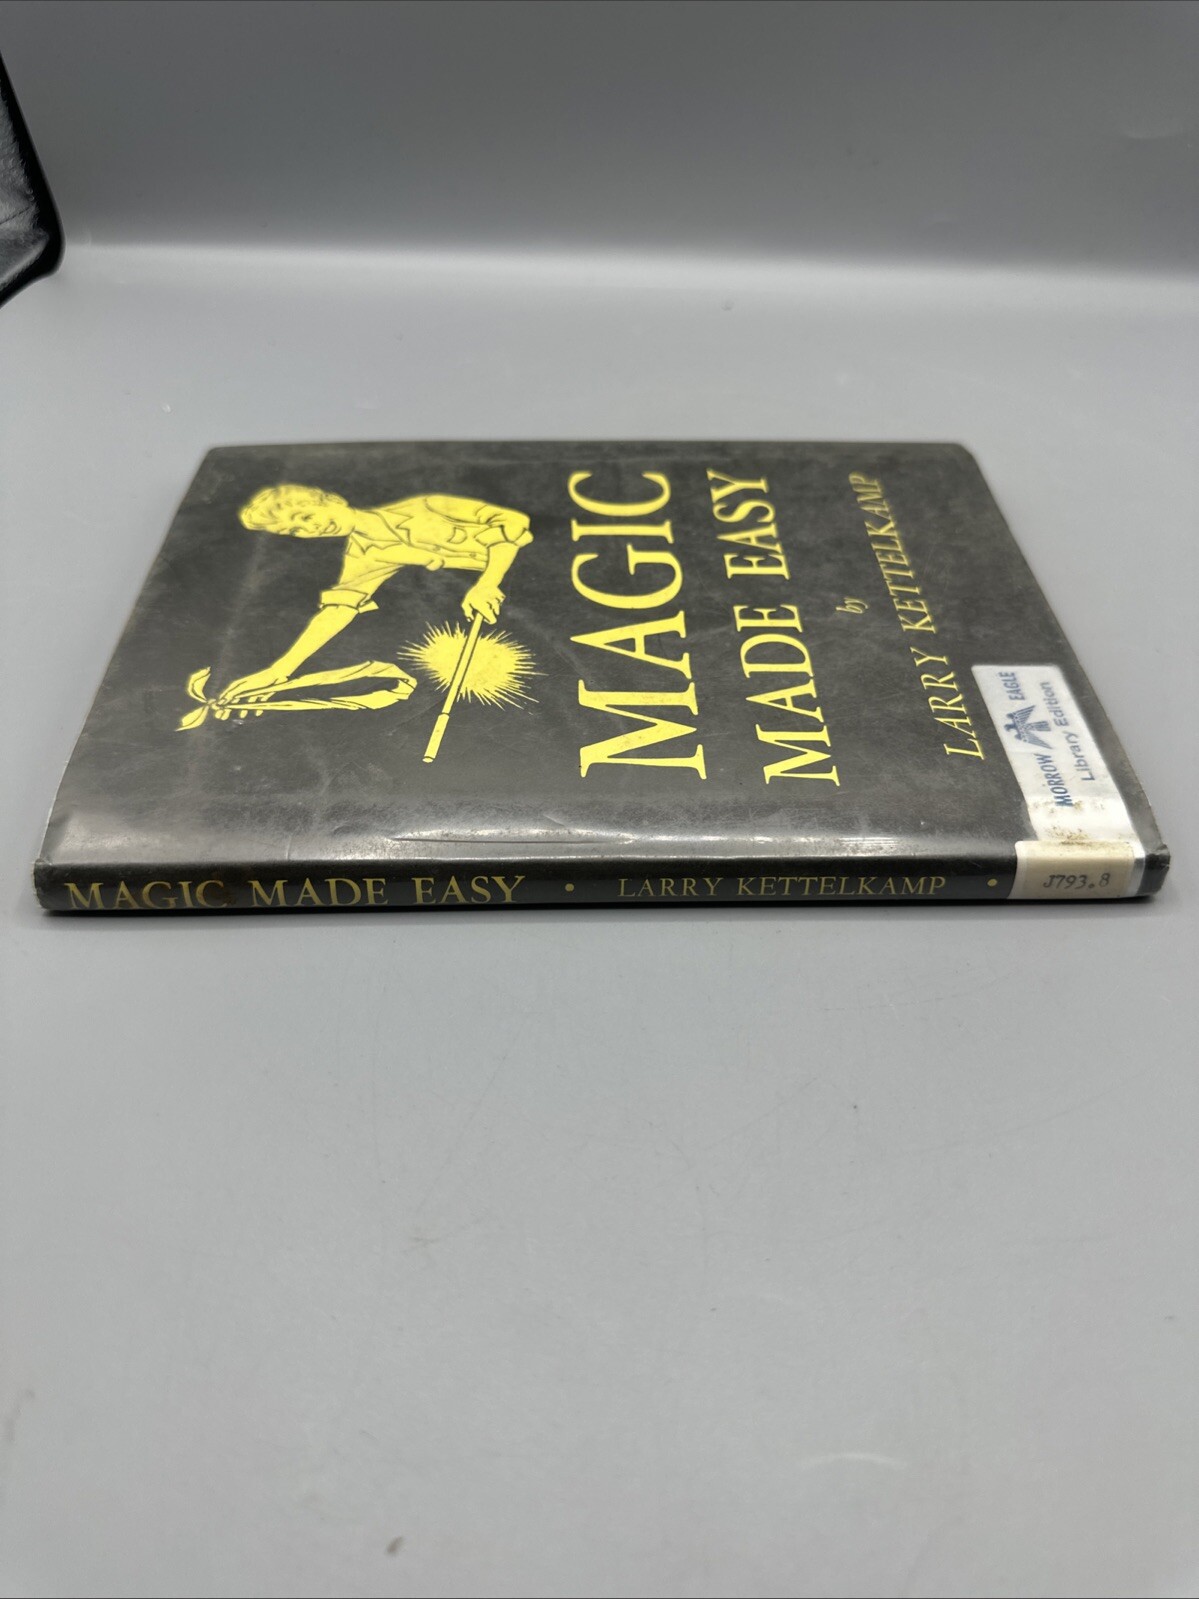 MAGIC
MADE EASY
by
LARRY KETTELKAMP
MORROW EAGLE
Library Edition
MAGIC MADE EASY • LARRY KETTELKAMP •
J793.8